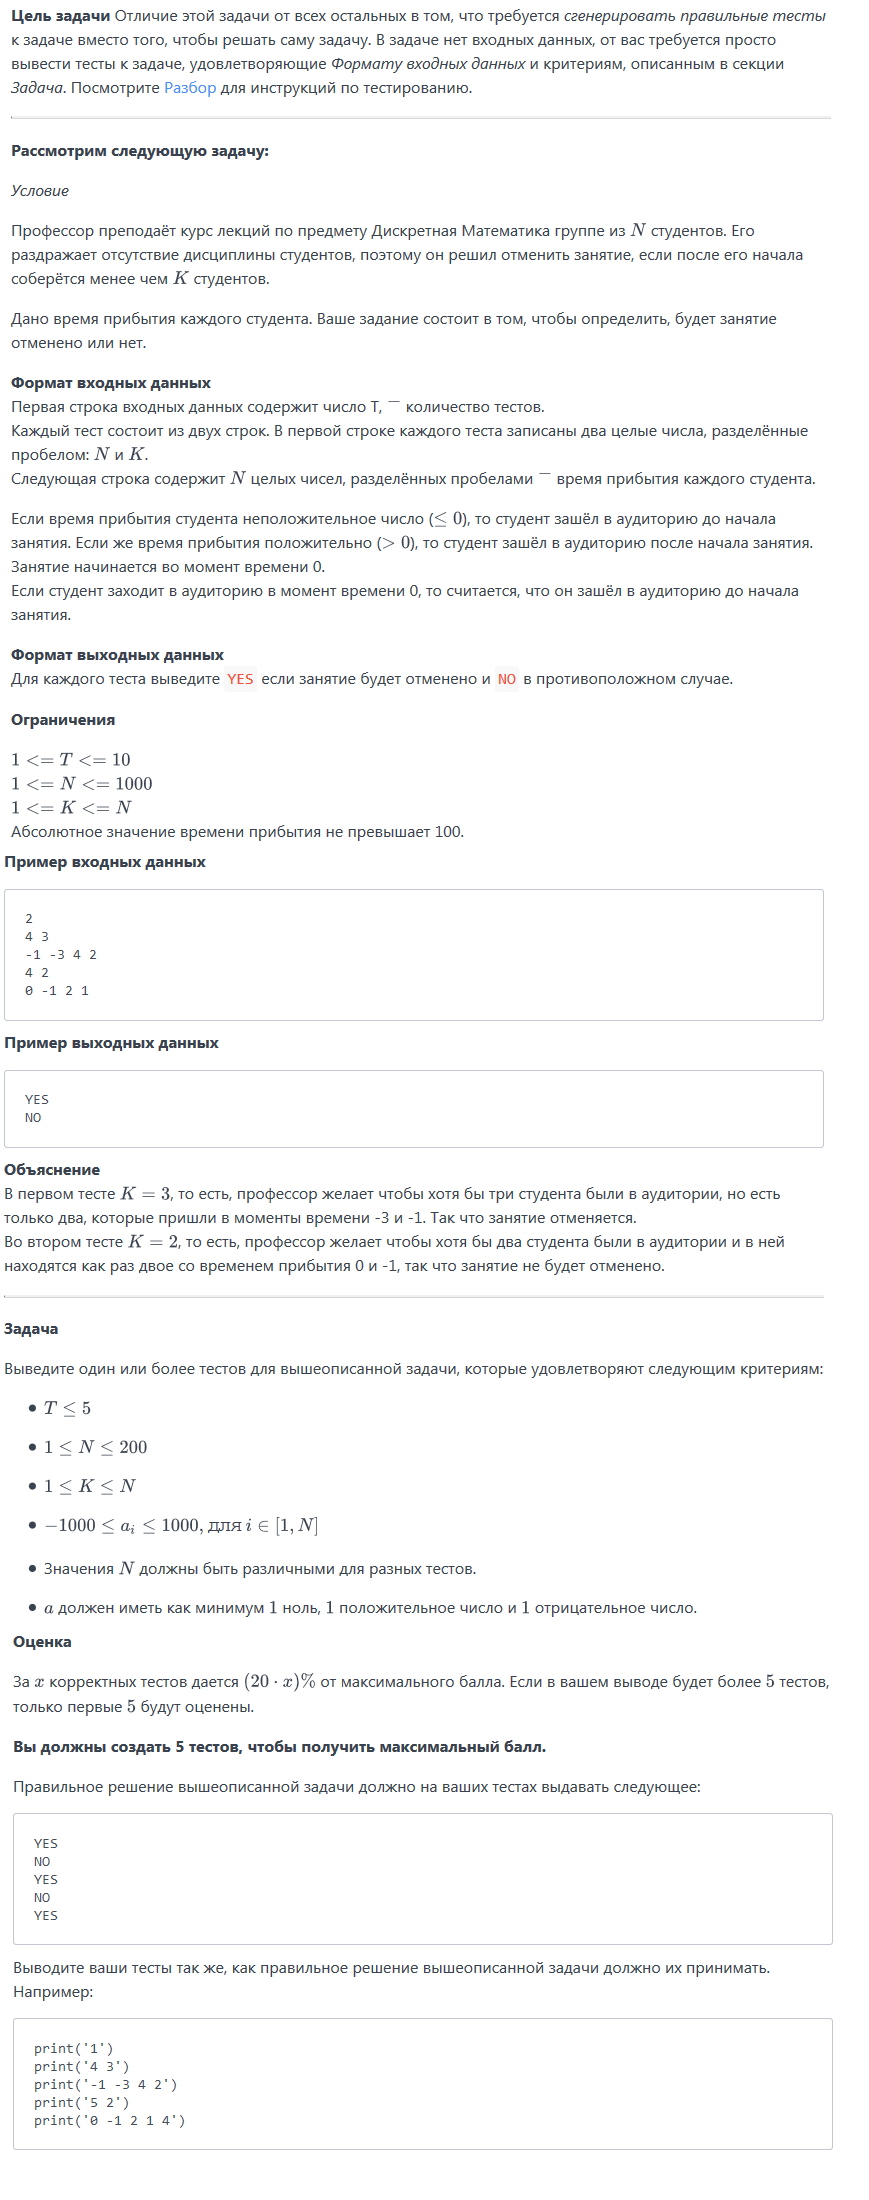 Цель задачи Отличие этой задачи от всех остальных в том, что требуется сгенерировать правильные тесты
к задаче вместо того, чтобы решать саму задачу. В задаче нет входных данных, от вас требуется просто
вывести тесты к задаче, удовлетворяющие Формату входных данных и критериям, описанным в секции
Задача. Посмотрите Разбор для инструкций по тестированию.
Рассмотрим следующую задачу:
Условие
Профессор преподаёт курс лекций по предмету Дискретная Математика группе из N студентов. Его
раздражает отсутствие дисциплины студентов, поэтому он решил отменить занятие, если после его начала
соберётся менее чем K студентов.
Дано время прибытия каждого студента. Ваше задание состоит в том, чтобы определить, будет занятие
отменено или нет.
Формат входных данных
Первая строка входных данных содержит число T, − количество тестов.
Каждый тест состоит из двух строк. В первой строке каждого теста записаны два целые числа, разделённые
пробелом: N и K.
Следующая строка содержит N целых чисел, разделённых пробелами − время прибытия каждого студента.
Если время прибытия студента неположительное число (≤ 0), то студент зашёл в аудиторию до начала
занятия. Если же время прибытия положительно (> 0), то студент зашёл в аудиторию после начала занятия.
Занятие начинается во момент времени 0.
Если студент заходит в аудиторию в момент времени 0, то считается, что он зашёл в аудиторию до начала
занятия.
Формат выходных данных
Для каждого теста выведите YES если занятие будет отменено и NO в противоположном случае.
Ограничения
1 <= T <= 10
1 <= N <= 1000
1 <= K <= N
Абсолютное значение времени прибытия не превышает 100.
Пример входных данных
2
4 3
-1 -3 4 2
4 2
0 -1 2 1
Пример выходных данных
YES
NO
Объяснение
В первом тесте K = 3, то есть, профессор желает чтобы хотя бы три студента были в аудитории, но есть
только два, которые пришли в моменты времени -3 и -1. Так что занятие отменяется.
Во втором тесте K = 2, то есть, профессор желает чтобы хотя бы два студента были в аудитории и в ней
находятся как раз двое со временем прибытия 0 и -1, так что занятие не будет отменено.
Задача
Выведите один или более тестов для вышеописанной задачи, которые удовлетворяют следующим критериям:
• T ≤ 5
• 1 ≤ N ≤ 200
• 1 ≤ K ≤ N
• −1000 ≤ aᵢ ≤ 1000, для i ∈ [1, N]
• Значения N должны быть различными для разных тестов.
• a должен иметь как минимум 1 ноль, 1 положительное число и 1 отрицательное число.
Оценка
За x корректных тестов дается (20 · x)% от максимального балла. Если в вашем выводе будет более 5 тестов,
только первые 5 будут оценены.
Вы должны создать 5 тестов, чтобы получить максимальный балл.
Правильное решение вышеописанной задачи должно на ваших тестах выдавать следующее:
YES
NO
YES
NO
YES
Выводите ваши тесты так же, как правильное решение вышеописанной задачи должно их принимать.
Например:
print('1')
print('4 3')
print('-1 -3 4 2')
print('5 2')
print('0 -1 2 1 4')